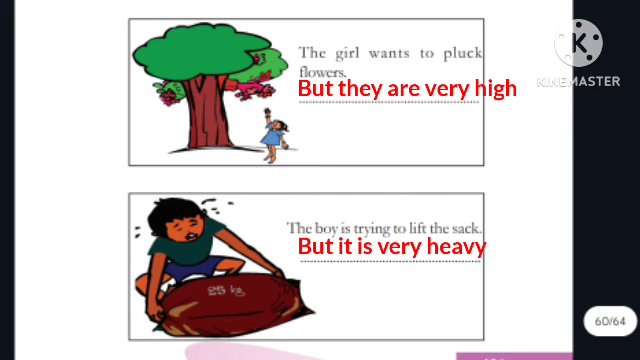 The girl wants to pluck
flowers.
But they are very high
KINEMASTER
The boy is trying to lift the sack.
But it is very heavy
25 kg
60/64